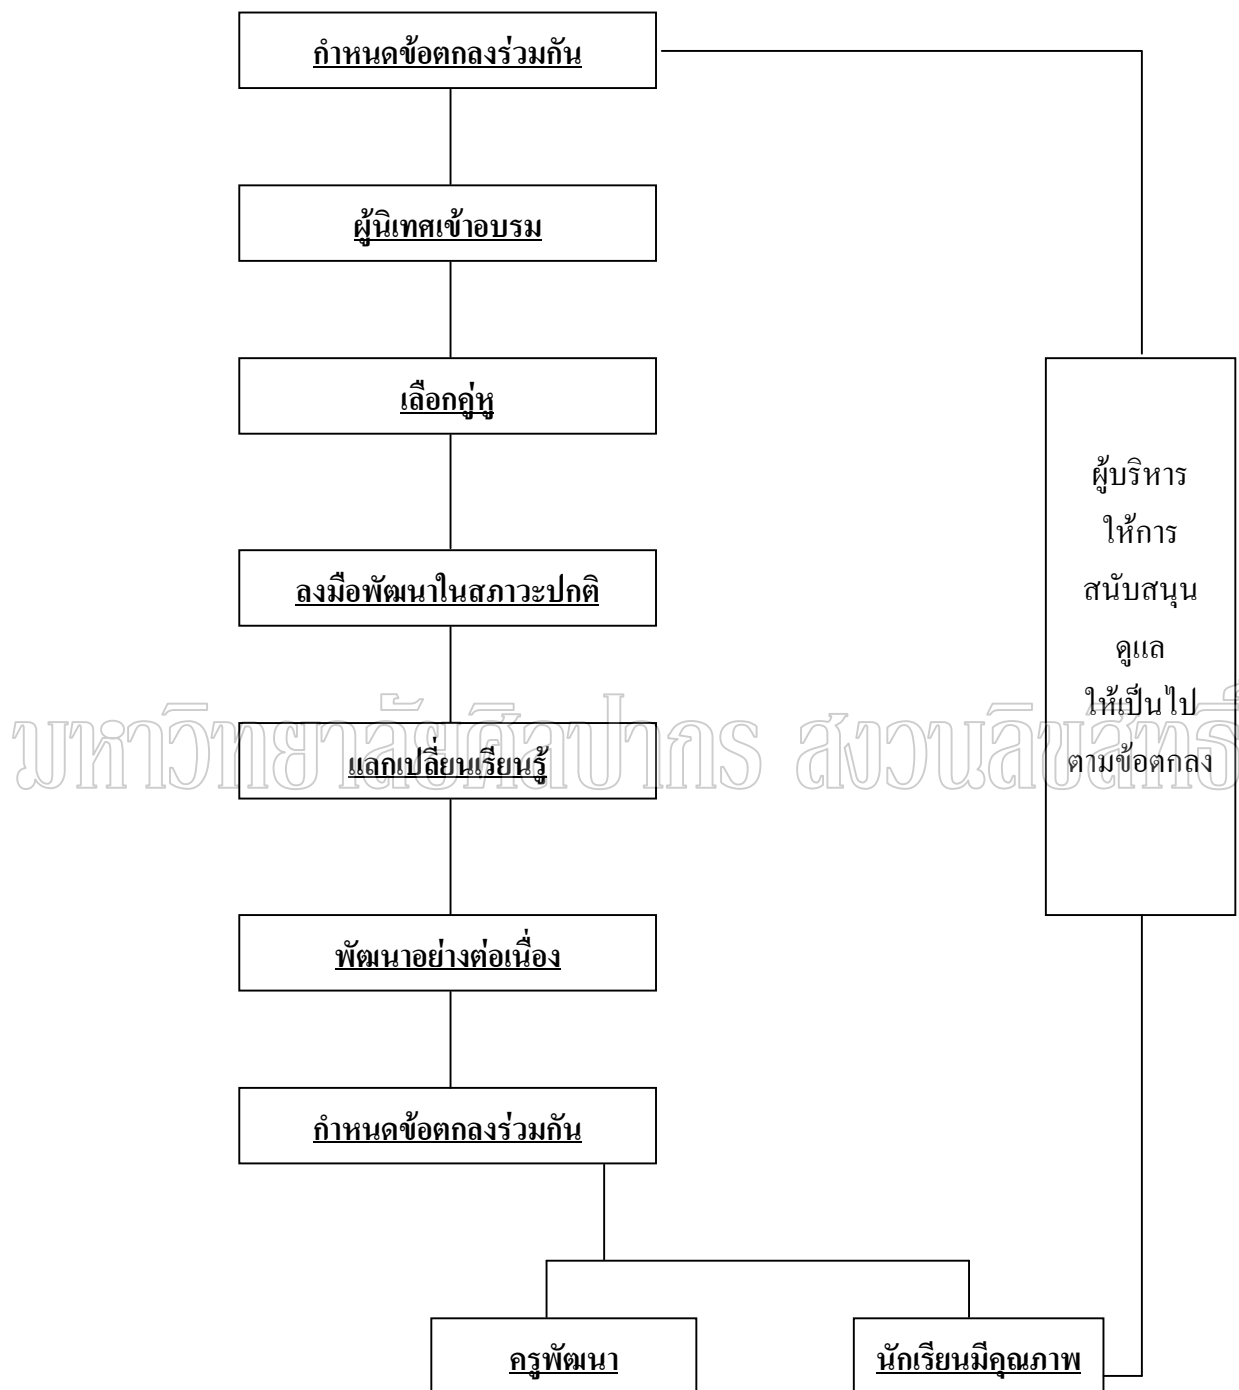 กำหนดข้อตกลงร่วมกัน
ผู้นิเทศเข้าอบรม
เลือกคู่หู
ลงมือพัฒนาในสภาวะปกติ
แลกเปลี่ยนเรียนรู้
พัฒนาอย่างต่อเนื่อง
กำหนดข้อตกลงร่วมกัน
ครูพัฒนา
นักเรียนมีคุณภาพ
ผู้บริหาร
ให้การ
สนับสนุน
ดูแล
ให้เป็นไป
ตามข้อตกลง
มหาวิทยาลัยศิลปากร สงวนลิขสิทธิ์